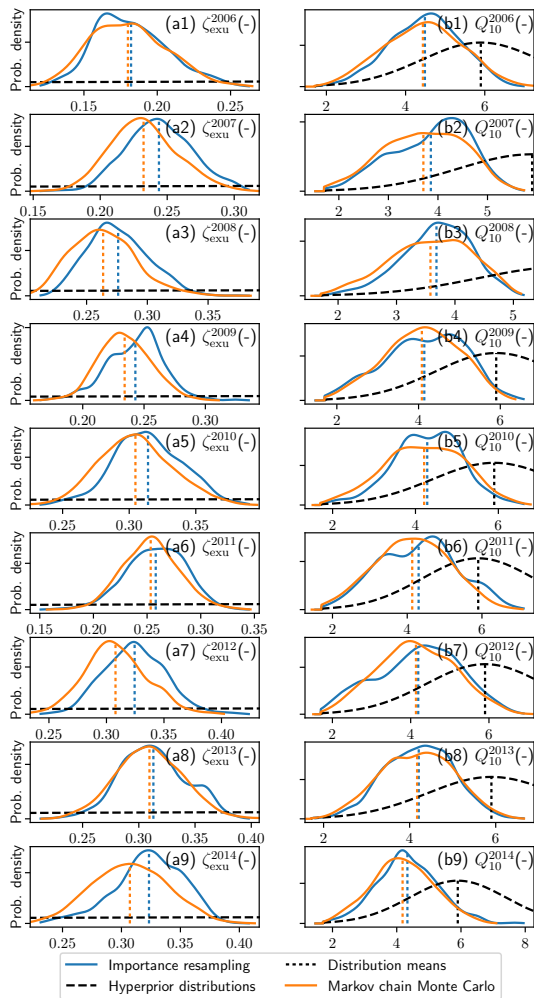 Prob. density
(a1) ζ_exu^2006(-)
(b1) Q_10^2006(-)
0.15 0.20 0.25
2 4 6
Prob. density
(a2) ζ_exu^2007(-)
(b2) Q_10^2007(-)
0.15 0.20 0.25 0.30
2 3 4 5
Prob. density
(a3) ζ_exu^2008(-)
(b3) Q_10^2008(-)
0.25 0.30 0.35
2 3 4 5
Prob. density
(a4) ζ_exu^2009(-)
(b4) Q_10^2009(-)
0.20 0.25 0.30
2 4 6
Prob. density
(a5) ζ_exu^2010(-)
(b5) Q_10^2010(-)
0.25 0.30 0.35
2 4 6
Prob. density
(a6) ζ_exu^2011(-)
(b6) Q_10^2011(-)
0.15 0.20 0.25 0.30 0.35
2 4 6
Prob. density
(a7) ζ_exu^2012(-)
(b7) Q_10^2012(-)
0.25 0.30 0.35 0.40
2 4 6
Prob. density
(a8) ζ_exu^2013(-)
(b8) Q_10^2013(-)
0.25 0.30 0.35 0.40
2 4 6
Prob. density
(a9) ζ_exu^2014(-)
(b9) Q_10^2014(-)
0.25 0.30 0.35 0.40
2 4 6 8
Importance resampling
Distribution means
Hyperprior distributions
Markov chain Monte Carlo